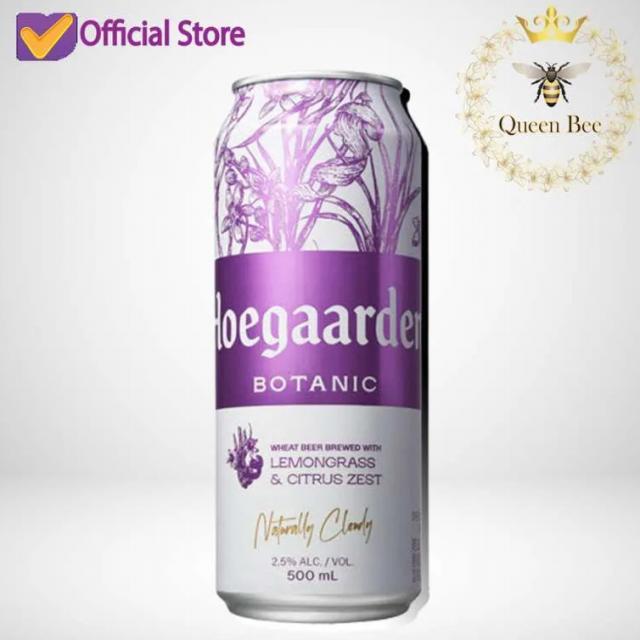 Official Store
Queen Bee
Hoegaarden
BOTANIC
WHEAT BEER BREWED WITH
LEMONGRASS
& CITRUS ZEST
Naturally Cloudy
2.5% ALC. / VOL.
500 mL